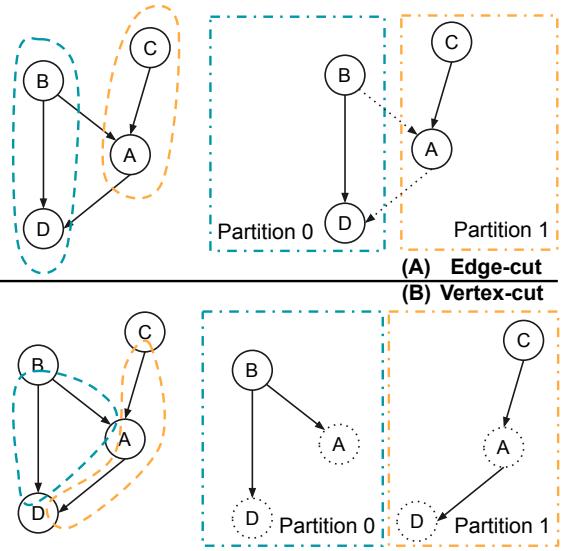 C
B
A
D
C
B
A
D
Partition 0
Partition 1
(A) Edge-cut
(B) Vertex-cut
C
B
A
D
C
B
A
A
D
Partition 0
D
Partition 1